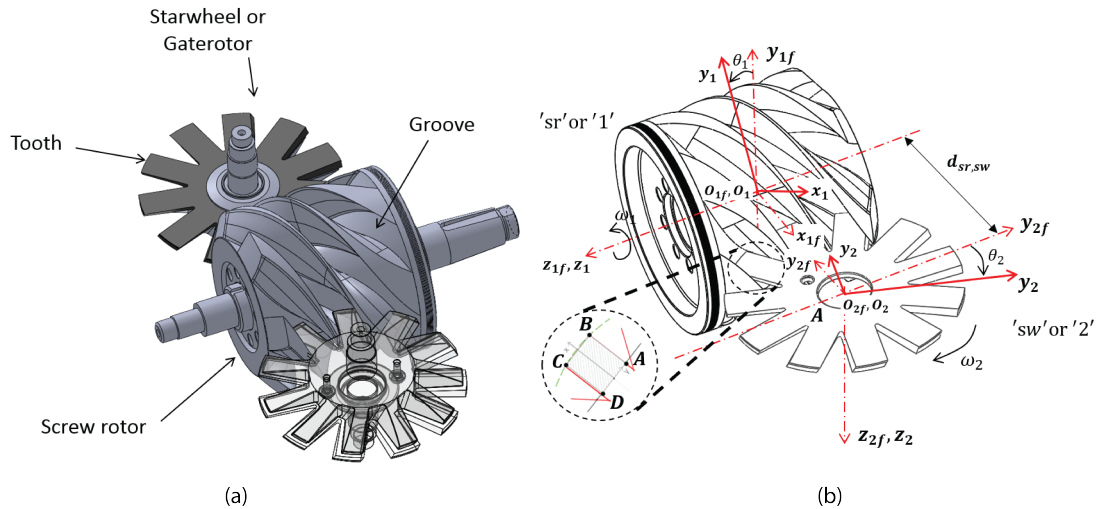 Starwheel or
Gaterotor
Tooth
Groove
Screw rotor
(a)
y₁
θ₁
y₁f
'sr'or '1'
d_sr,sw
o₁f, o₁
x₁
x₁f
ω₁
z₁f, z₁
y₂f
θ₂
y₂f
y₂
y₂
o₂f, o₂
A
'sw'or '2'
ω₂
B
C
A
D
z₂f, z₂
(b)